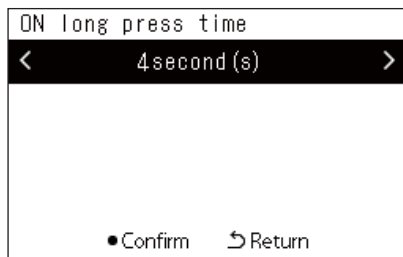 ON long press time
< 4second(s) >
●Confirm ⮌Return